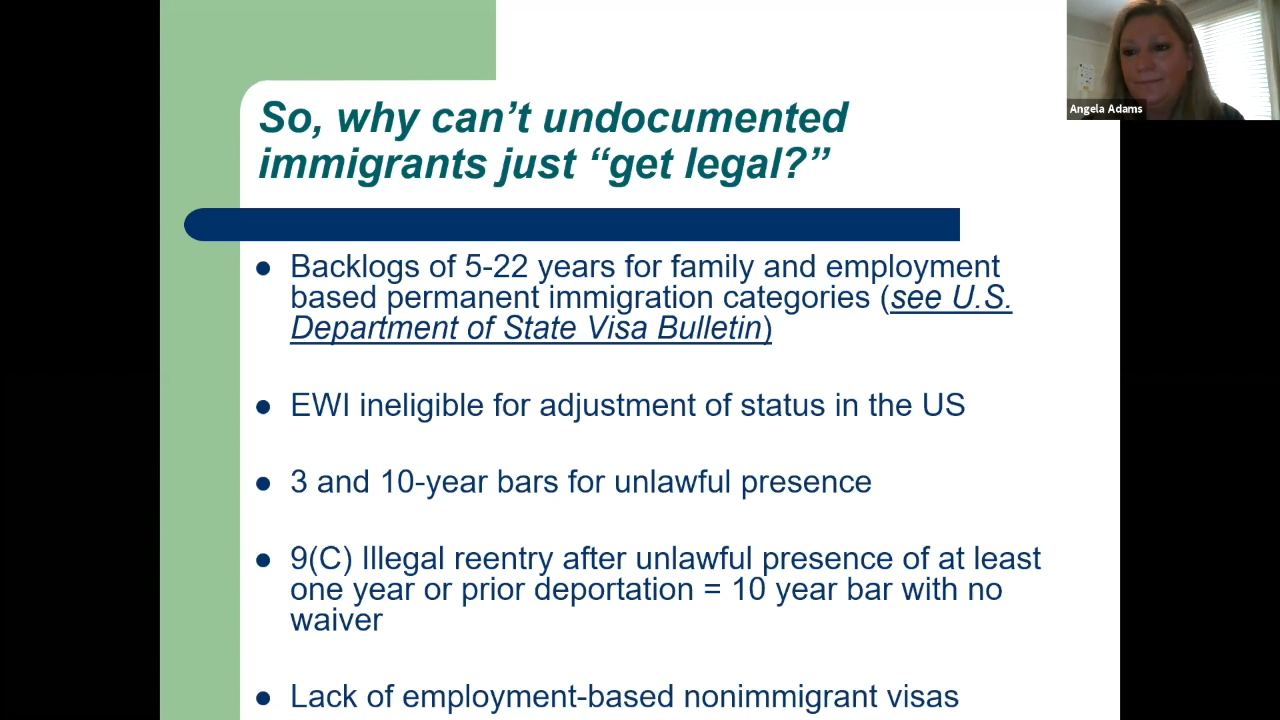 So, why can’t undocumented
immigrants just “get legal?”
Angela Adams
● Backlogs of 5-22 years for family and employment
based permanent immigration categories (see U.S.
Department of State Visa Bulletin)
● EWI ineligible for adjustment of status in the US
● 3 and 10-year bars for unlawful presence
● 9(C) Illegal reentry after unlawful presence of at least
one year or prior deportation = 10 year bar with no
waiver
● Lack of employment-based nonimmigrant visas